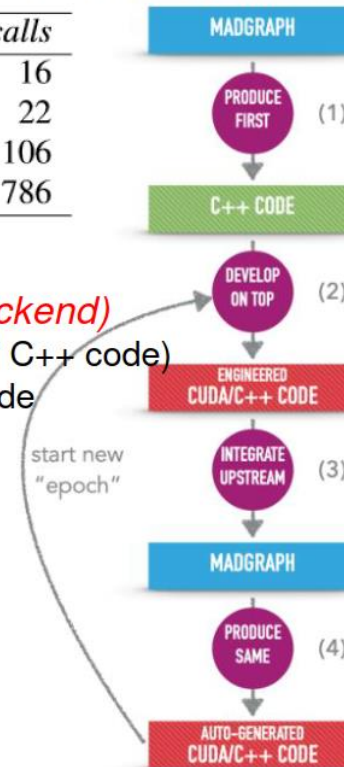 calls
16
22
106
786
ckend)
C++ code)
de
start new
"epoch"
MADGRAPH
PRODUCE
FIRST
(1)
C++ CODE
DEVELOP
ON TOP
(2)
ENGINEERED
CUDA/C++ CODE
INTEGRATE
UPSTREAM
(3)
MADGRAPH
PRODUCE
SAME
(4)
AUTO-GENERATED
CUDA/C++ CODE